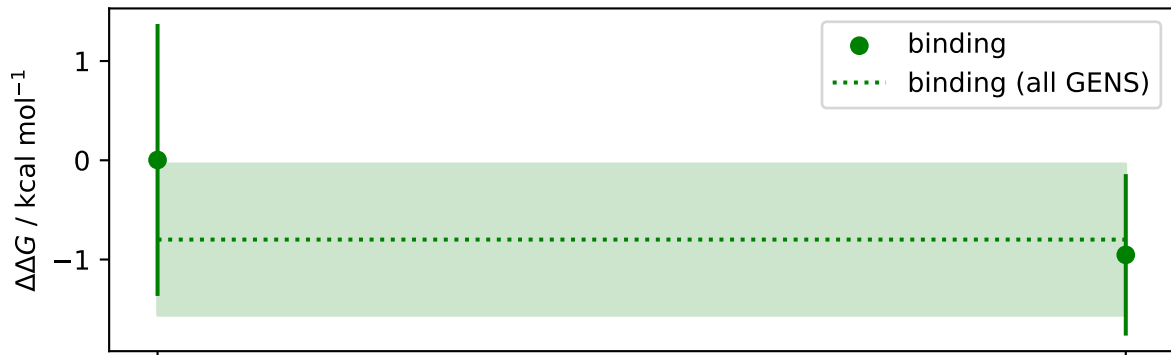 binding
binding (all GENS)
ΔΔG / kcal mol⁻¹
1
0
−1